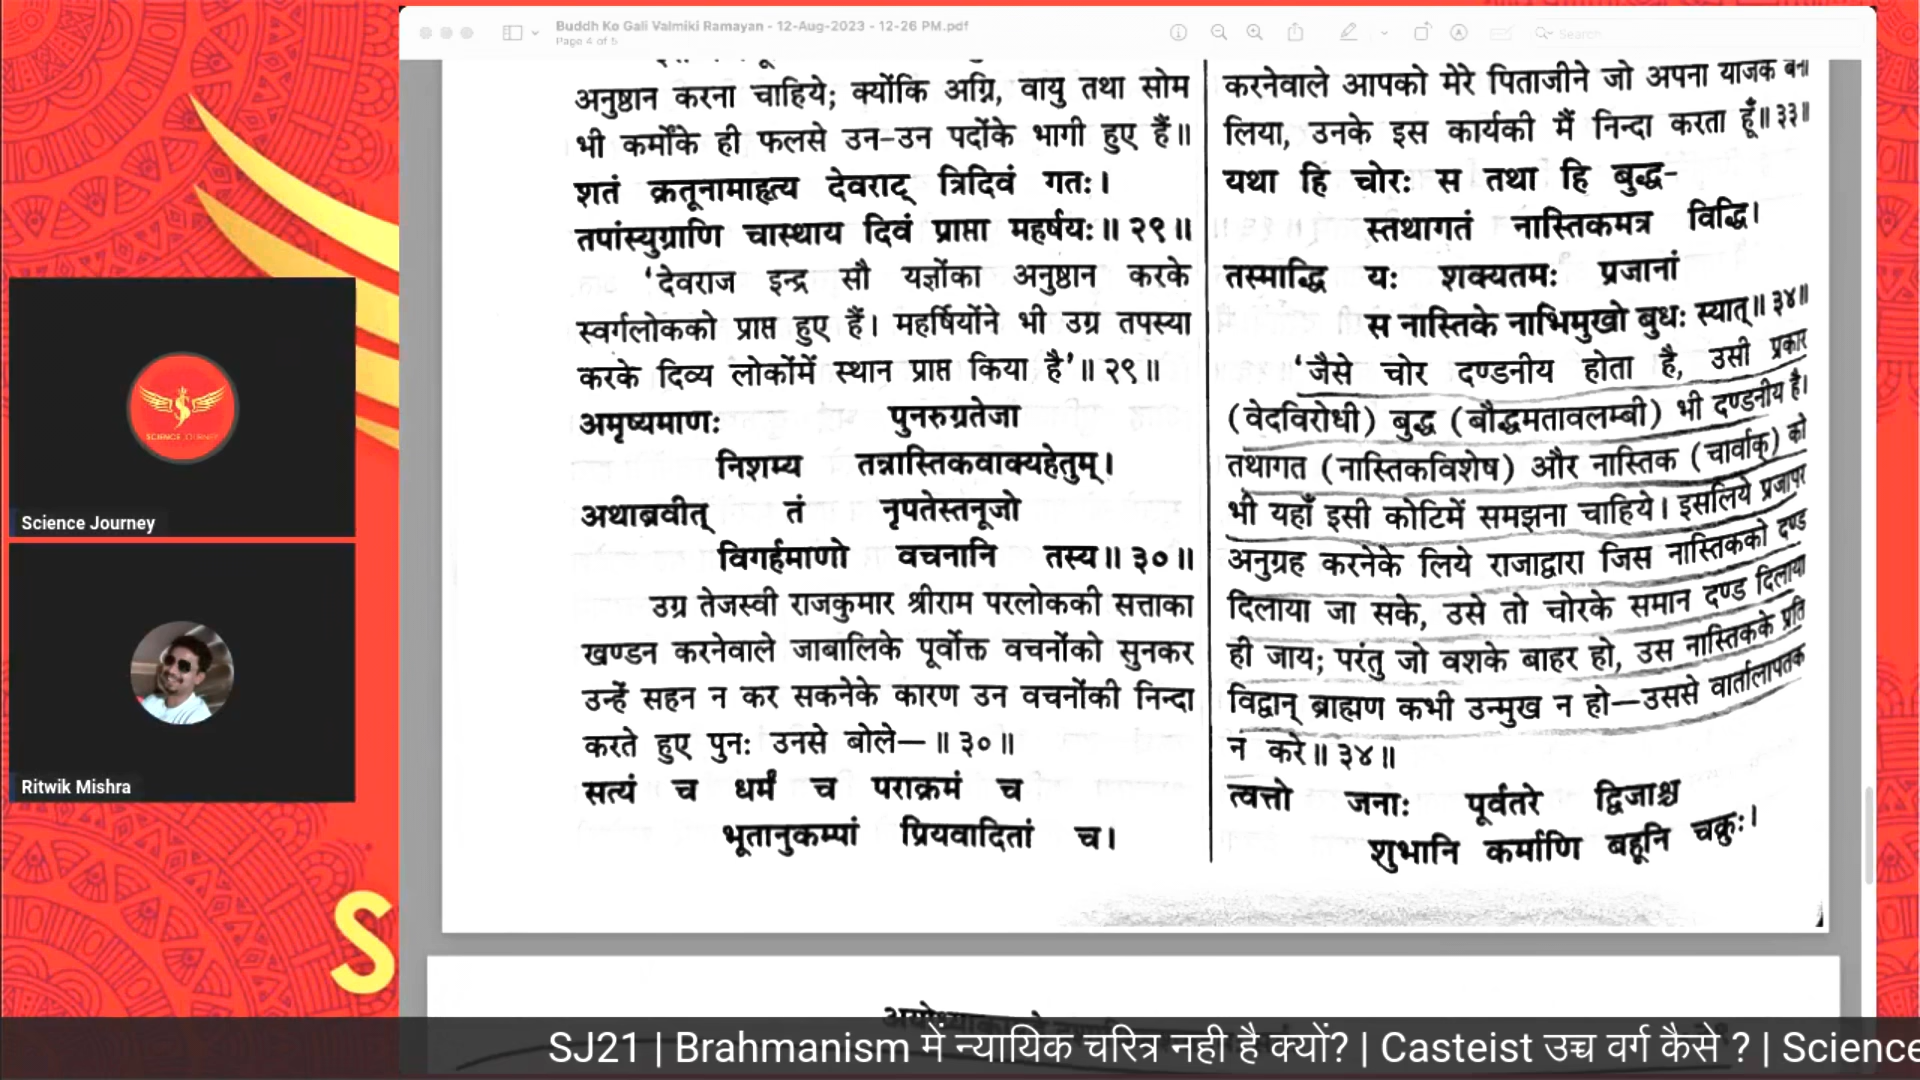 Buddh Ko Gali Valmiki Ramayan - 12-Aug-2023 - 12-26 PM.pdf
Page 4 of 5
Search
अनुष्ठान करना चाहिये; क्योंकि अग्नि, वायु तथा सोम
भी कर्मोंके ही फलसे उन-उन पदोंके भागी हुए हैं॥
शतं क्रतूनामाहृत्य देवराट् त्रिदिवं गतः।
तपांस्युग्राणि चास्थाय दिवं प्राप्ता महर्षयः॥२९॥
‘देवराज इन्द्र सौ यज्ञोंका अनुष्ठान करके
स्वर्गलोकको प्राप्त हुए हैं। महर्षियोंने भी उग्र तपस्या
करके दिव्य लोकोंमें स्थान प्राप्त किया है’॥२९॥
अमृष्यमाणः पुनरुग्रतेजा
निशम्य तन्नास्तिकवाक्यहेतुम्।
अथाब्रवीत् तं नृपतेस्तनूजो
विगर्हमाणो वचनानि तस्य॥३०॥
उग्र तेजस्वी राजकुमार श्रीराम परलोककी सत्ताका
खण्डन करनेवाले जाबालिके पूर्वोक्त वचनोंको सुनकर
उन्हें सहन न कर सकनेके कारण उन वचनोंकी निन्दा
करते हुए पुनः उनसे बोले—॥३०॥
सत्यं च धर्मं च पराक्रमं च
भूतानुकम्पां प्रियवादितां च।
करनेवाले आपको मेरे पिताजीने जो अपना याजक बना
लिया, उनके इस कार्यकी मैं निन्दा करता हूँ॥३३॥
यथा हि चोरः स तथा हि बुद्ध-
स्तथागतं नास्तिकमत्र विद्धि।
तस्माद्धि यः शक्यतमः प्रजानां
स नास्तिके नाभिमुखो बुधः स्यात्॥३४॥
‘जैसे चोर दण्डनीय होता है, उसी प्रकार
(वेदविरोधी) बुद्ध (बौद्धमतावलम्बी) भी दण्डनीय है।
तथागत (नास्तिकविशेष) और नास्तिक (चार्वाक) को
भी यहाँ इसी कोटिमें समझना चाहिये। इसलिये प्रजापर
अनुग्रह करनेके लिये राजाद्वारा जिस नास्तिकको दण्ड
दिलाया जा सके, उसे तो चोरके समान दण्ड दिलाया
ही जाय; परंतु जो वशके बाहर हो, उस नास्तिकके प्रति
विद्वान् ब्राह्मण कभी उन्मुख न हो—उससे वार्तालापतक
न करे॥३४॥
त्वत्तो जनाः पूर्वतरे द्विजाश्च
शुभानि कर्माणि बहूनि चक्रुः।
SCIENCE JOURNEY
Science Journey
Ritwik Mishra
S
SJ21 | Brahmanism में न्यायिक चरित्र नही है क्यों? | Casteist उच्च वर्ग कैसे ? | Science